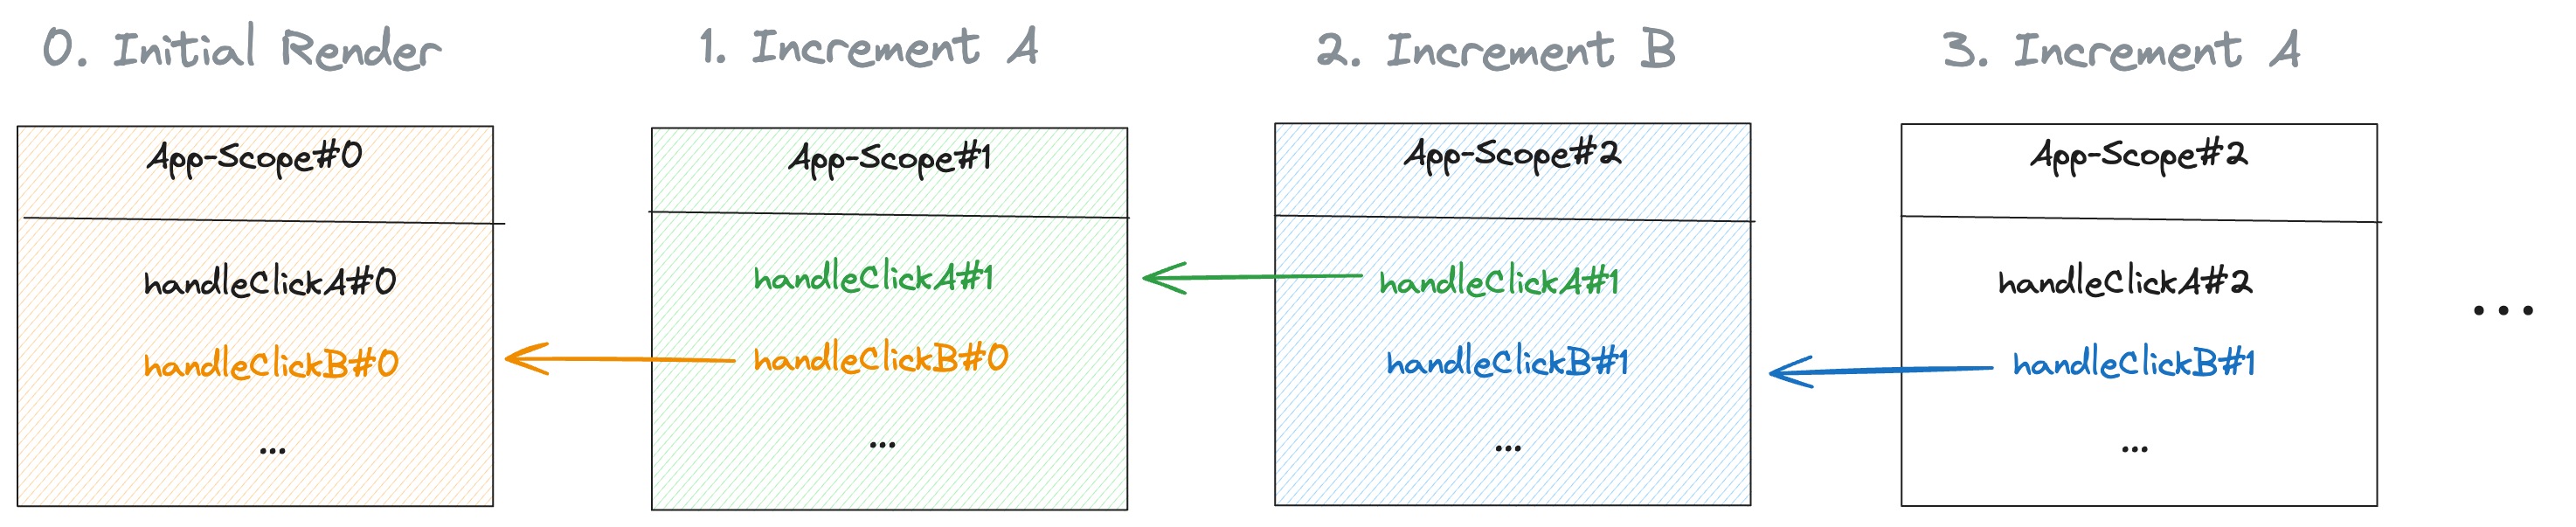 0. Initial Render
App-Scope#0
handleClickA#0
handleClickB#0
...
1. Increment A
App-Scope#1
handleClickA#1
handleClickB#0
...
2. Increment B
App-Scope#2
handleClickA#1
handleClickB#1
...
3. Increment A
App-Scope#2
handleClickA#2
handleClickB#1
...
...